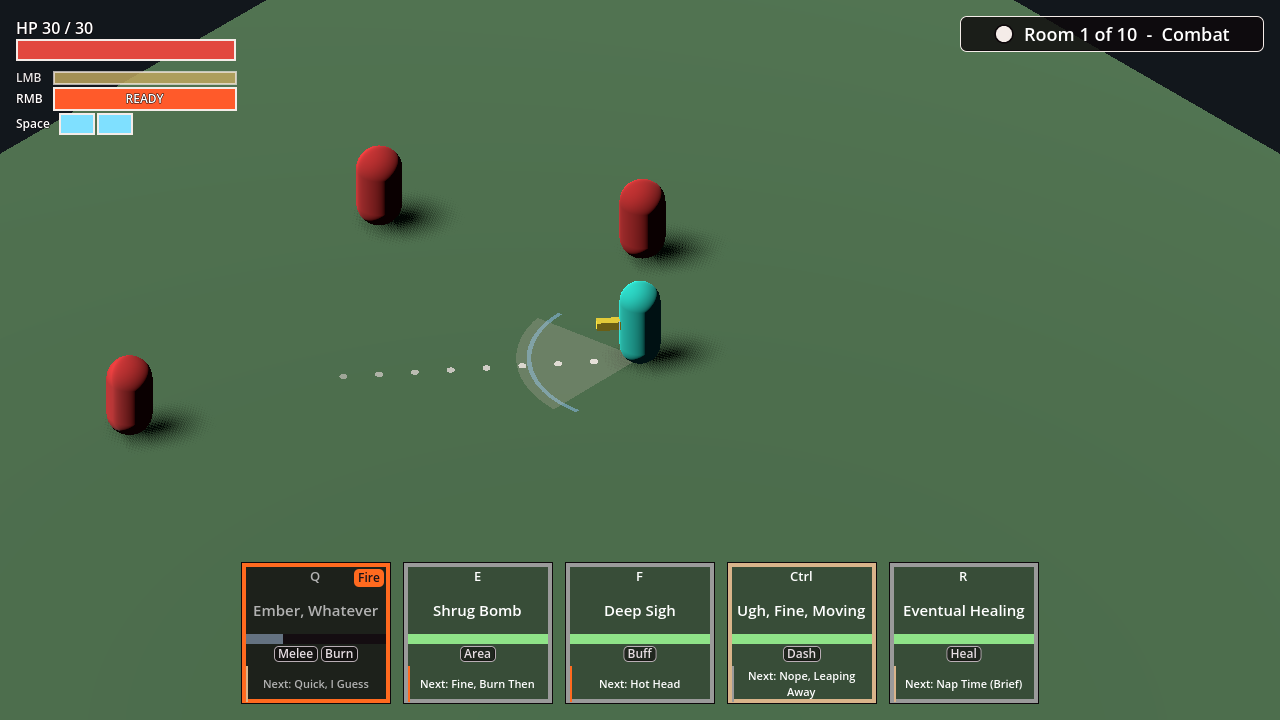 HP 30 / 30
Room 1 of 10 - Combat
LMB
RMB
READY
Space
Q
Fire
Ember, Whatever
Melee
Burn
Next: Quick, I Guess
E
Shrug Bomb
Area
Next: Fine, Burn Then
F
Deep Sigh
Buff
Next: Hot Head
Ctrl
Ugh, Fine, Moving
Dash
Next: Nope, Leaping
Away
R
Eventual Healing
Heal
Next: Nap Time (Brief)